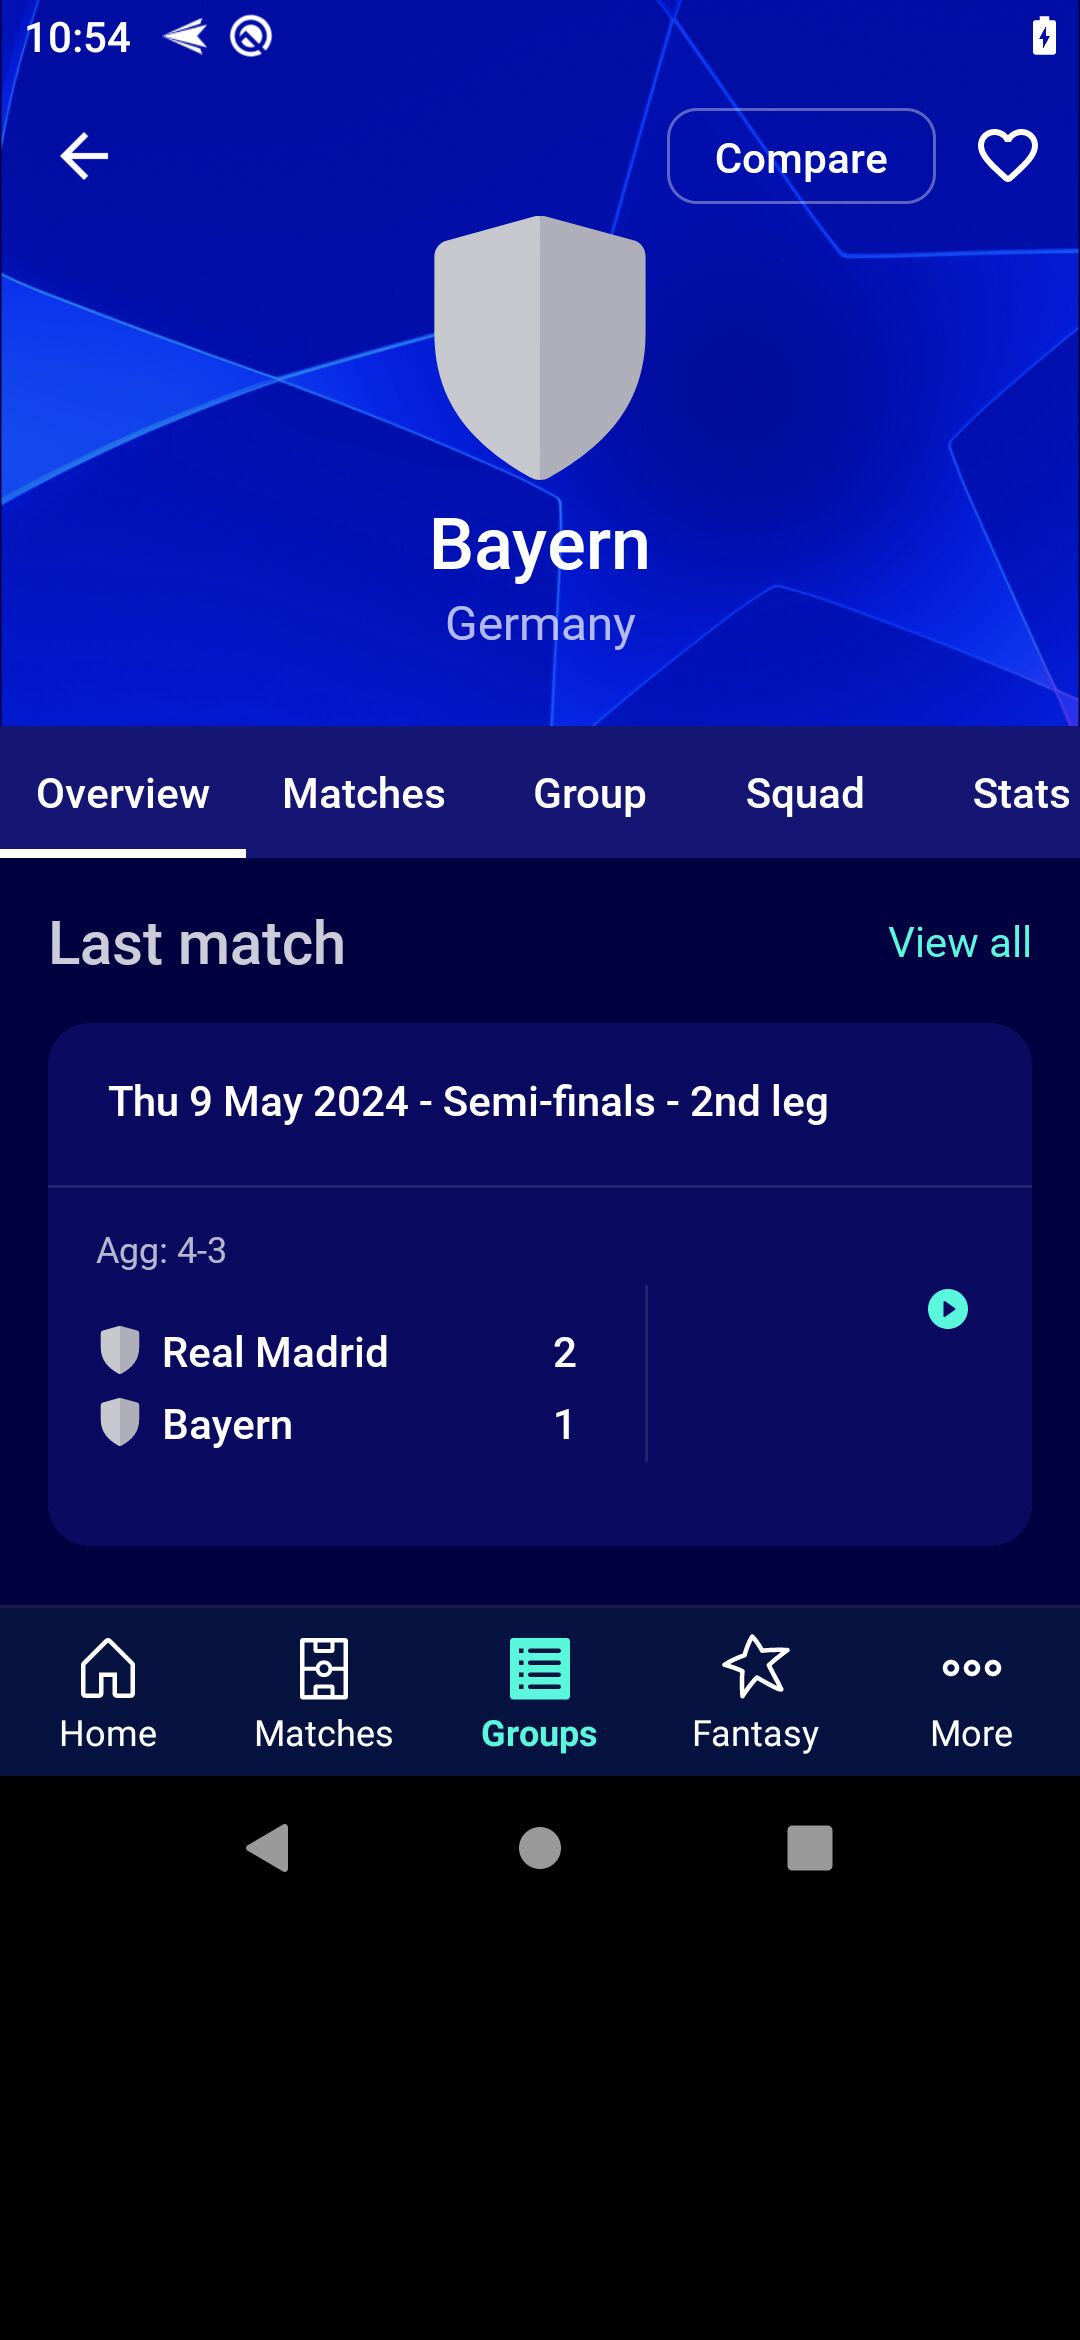 10:54
Compare
Bayern
Germany
Overview Matches Group Squad Stats
Last match View all
Thu 9 May 2024 - Semi-finals - 2nd leg
Agg: 4-3
Real Madrid 2
Bayern 1
Home Matches Groups Fantasy More